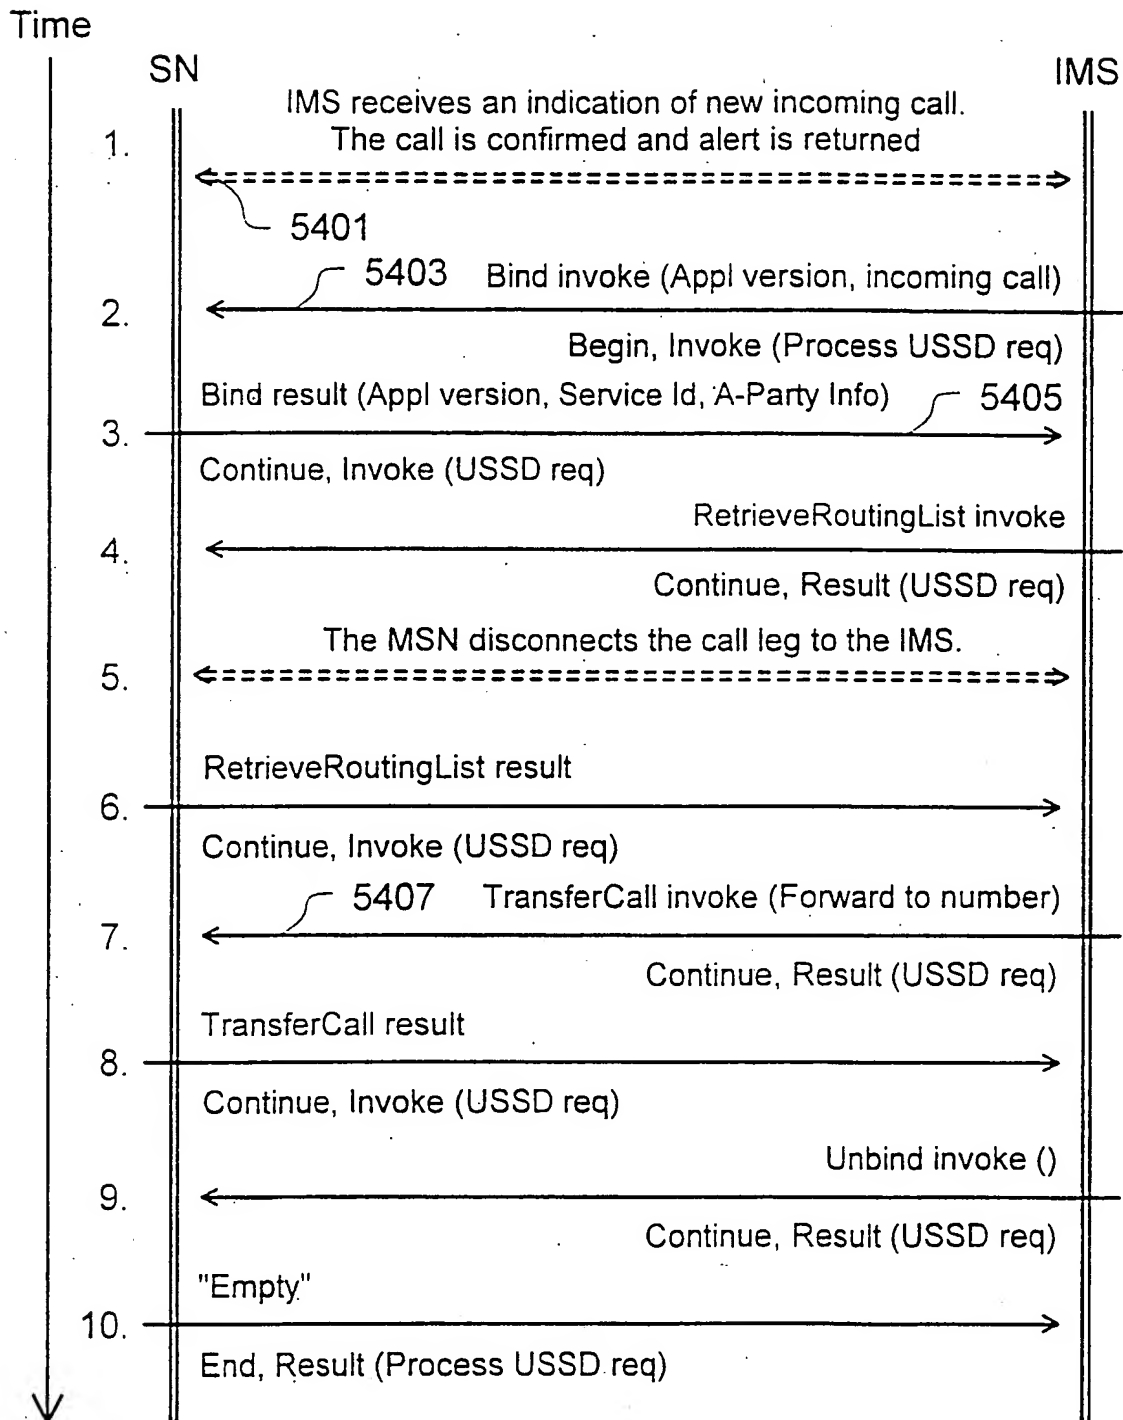 Time
SN
IMS
IMS receives an indication of new incoming call.
1.
The call is confirmed and alert is returned
5401
5403
Bind invoke (Appl version, incoming call)
2.
Begin, Invoke (Process USSD req)
Bind result (Appl version, Service Id, A-Party Info)
5405
3.
Continue, Invoke (USSD req)
RetrieveRoutingList invoke
4.
Continue, Result (USSD req)
The MSN disconnects the call leg to the IMS.
5.
RetrieveRoutingList result
6.
Continue, Invoke (USSD req)
5407
TransferCall invoke (Forward to number)
7.
Continue, Result (USSD req)
TransferCall result
8.
Continue, Invoke (USSD req)
Unbind invoke ()
9.
Continue, Result (USSD req)
"Empty"
10.
End, Result (Process USSD req)